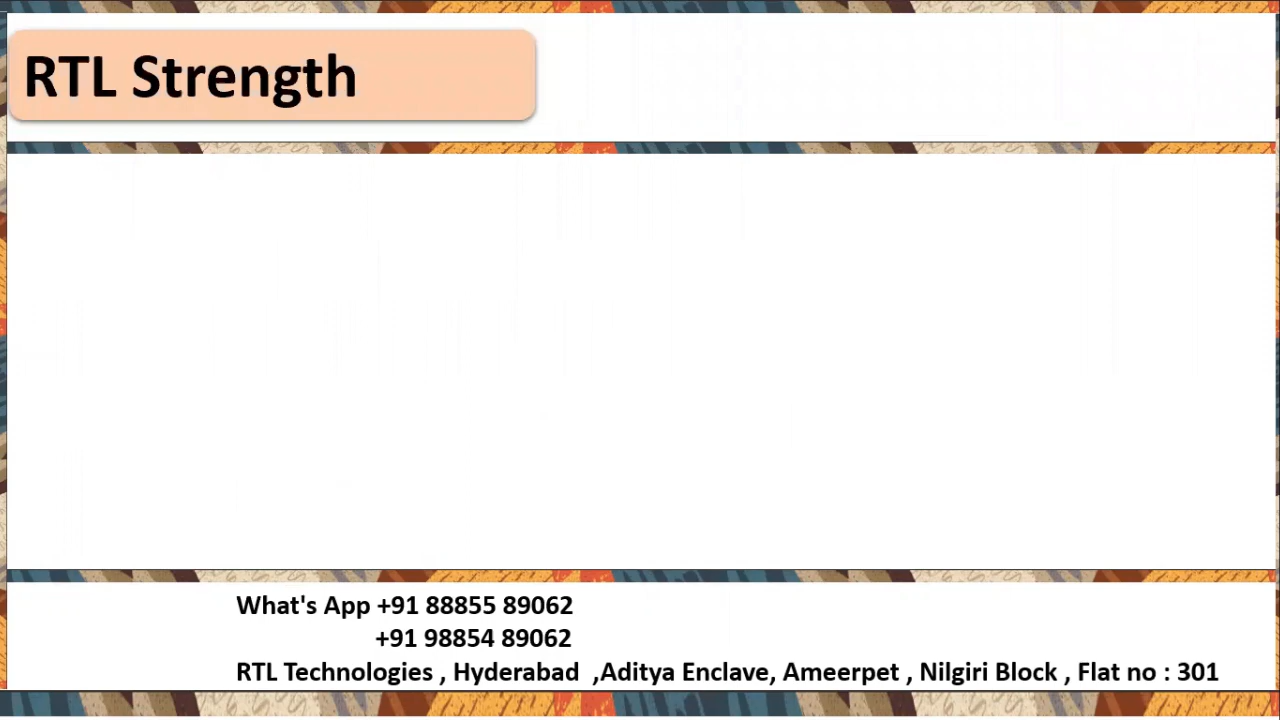 RTL Strength
What's App +91 88855 89062
+91 98854 89062
RTL Technologies , Hyderabad ,Aditya Enclave, Ameerpet , Nilgiri Block , Flat no : 301